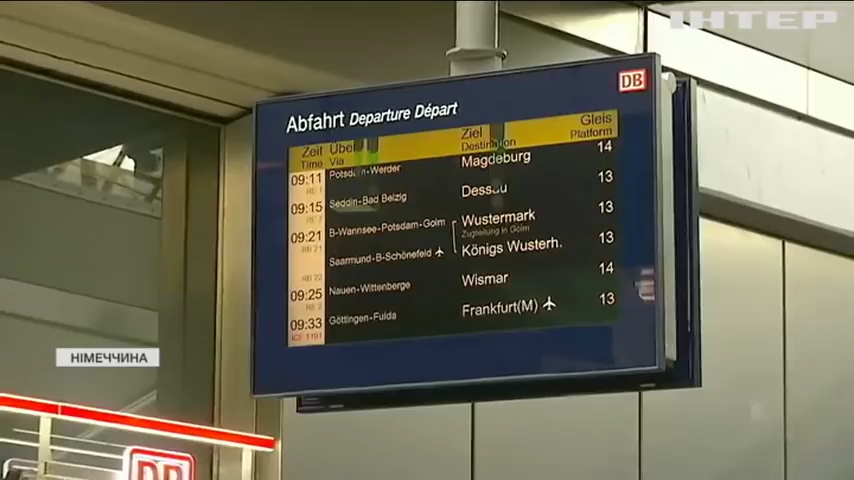 ІНТЕР
DB
Abfahrt Departure Départ
Zeit Über Ziel Gleis
Time Via Destination Platform
09:11 Potsdam-Werder Magdeburg 14
RE 1
09:15 Seddin-Bad Belzig Dessau 13
RE 7
09:21 B-Wannsee-Potsdam-Golm Wustermark 13
RB 21 Zugteilung in Golm
Saarmund-B-Schönefeld Königs Wusterh. 13
RB 22
09:25 Nauen-Wittenberge Wismar 14
RE 2
09:33 Göttingen-Fulda Frankfurt(M) 13
ICE 1191
НІМЕЧЧИНА
DB